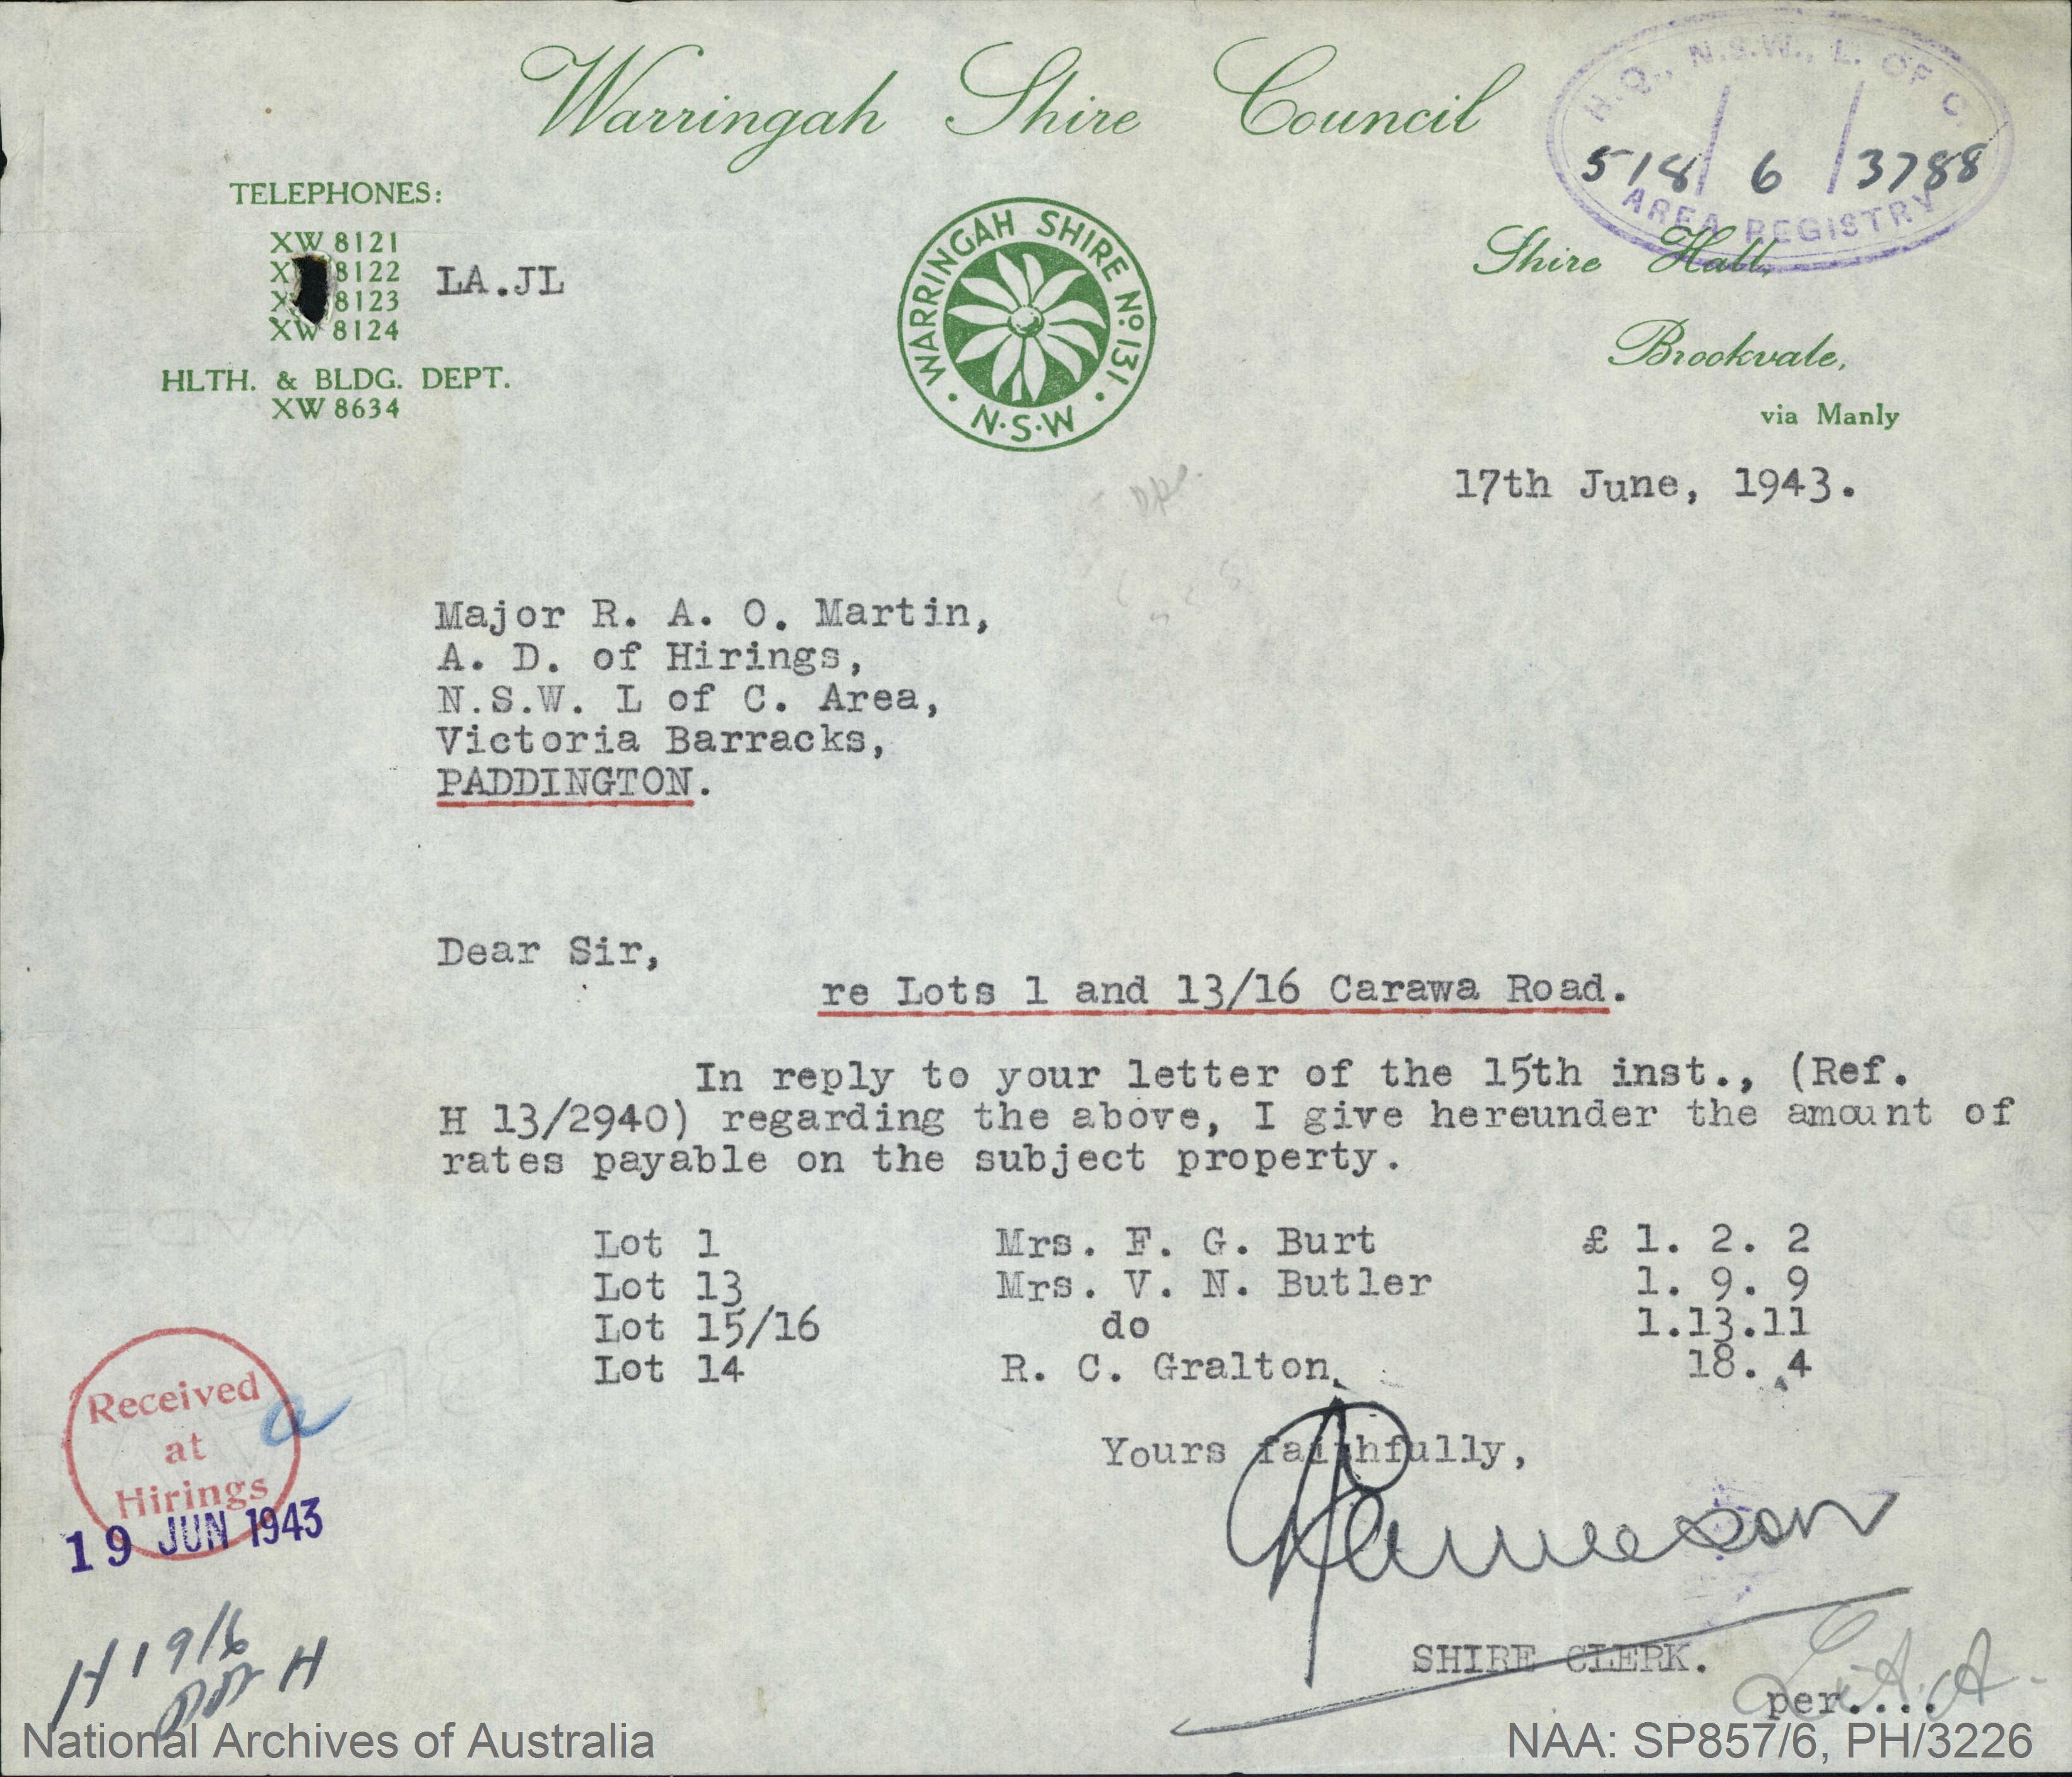 Warringah Shire Council
H.Q., N.S.W., L. OF C.
518/ 6 /3788
AREA REGISTRY
TELEPHONES:
XW 8121
X 8122
X 8123
XW 8124
LA.JL
HLTH. & BLDG. DEPT.
XW 8634
WARRINGAH SHIRE No. 131
N·S·W
Shire Hall,
Brookvale,
via Manly
17th June, 1943.
Major R. A. O. Martin,
A. D. of Hirings,
N.S.W. L of C. Area,
Victoria Barracks,
PADDINGTON.
Dear Sir,
re Lots 1 and 13/16 Carawa Road.
In reply to your letter of the 15th inst., (Ref.
H 13/2940) regarding the above, I give hereunder the amount of
rates payable on the subject property.
Lot 1 Mrs. F. G. Burt £ 1. 2. 2
Lot 13 Mrs. V. N. Butler 1. 9. 9
Lot 15/16 do 1.13.11
Lot 14 R. C. Gralton. 18. 4
Yours faithfully,
SHIRE CLERK.
per....
Received
at
Hirings
19 JUN 1943
H 19/6
H
National Archives of Australia
NAA: SP857/6, PH/3226